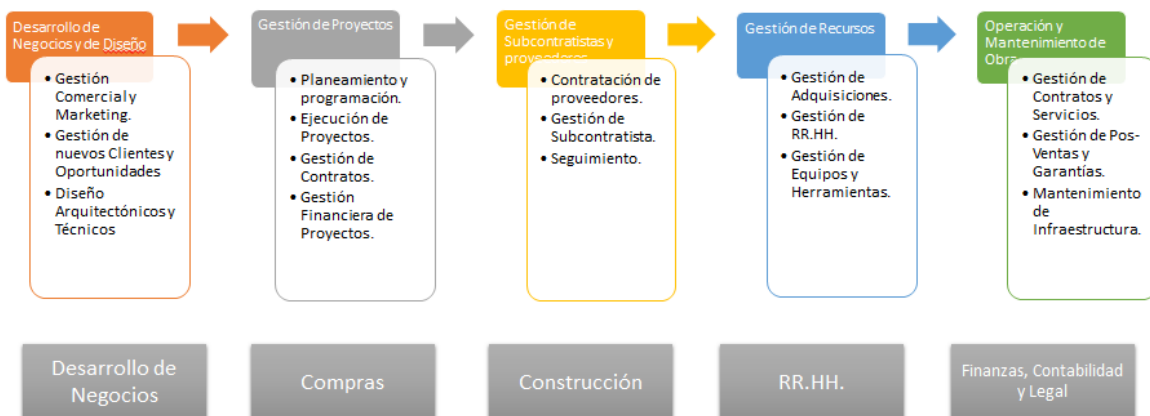 Desarrollo de
Negocios y de Diseño
• Gestión
Comercial y
Marketing.
• Gestión de
nuevos Clientes y
Oportunidades
• Diseño
Arquitectónicos y
Técnicos
Gestión de Proyectos
• Planeamiento y
programación.
• Ejecución de
Proyectos.
• Gestión de
Contratos.
• Gestión
Financiera de
Proyectos.
Gestión de
Subcontratistas y
proveedores
• Contratación de
proveedores.
• Gestión de
Subcontratista.
• Seguimiento.
Gestión de Recursos
• Gestión de
Adquisiciones.
• Gestión de
RR.HH.
• Gestión de
Equipos y
Herramientas.
Operación y
Mantenimiento de
Obra
• Gestión de
Contratos y
Servicios.
• Gestión de Pos-
Ventas y
Garantías.
• Mantenimiento
de
Infraestructura.
Desarrollo de
Negocios
Compras
Construcción
RR.HH.
Finanzas, Contabilidad
y Legal